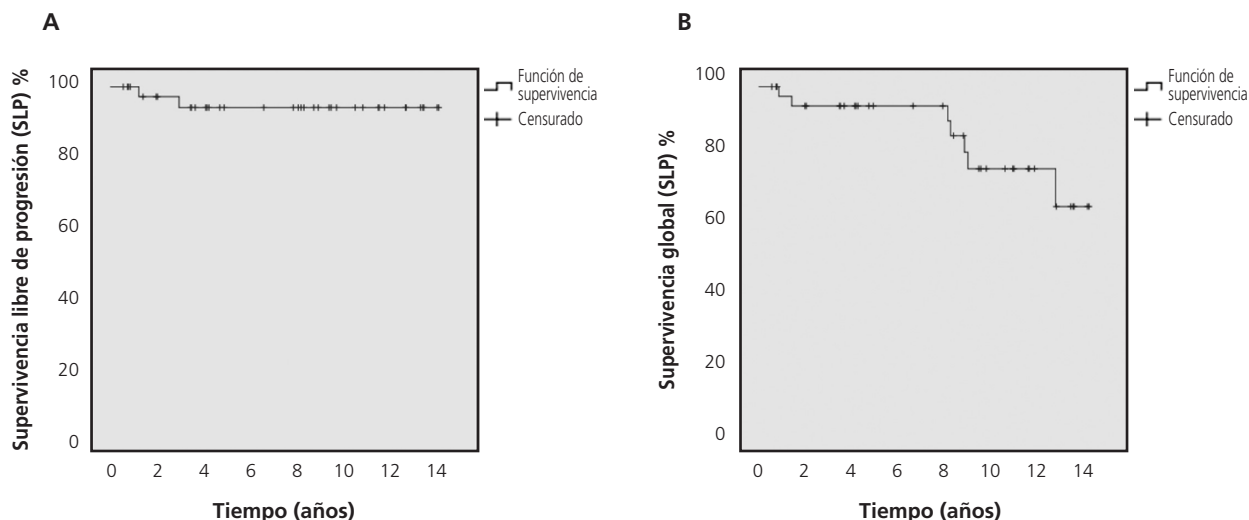 A
Supervivencia libre de progresión (SLP) %
100
80
60
40
20
0
0 2 4 6 8 10 12 14
Tiempo (años)
Función de
supervivencia
Censurado
B
Supervivencia global (SLP) %
100
80
60
40
20
0
0 2 4 6 8 10 12 14
Tiempo (años)
Función de
supervivencia
Censurado